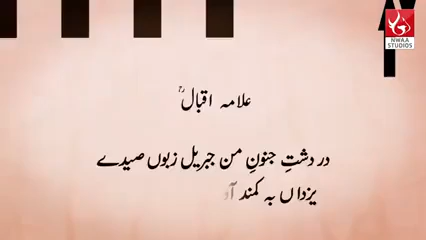 NWAA
STUDIOS
علامہ اقبالؒ
در دشتِ جنونِ من جبریل زبوں صیدے
یزداں بہ کمند